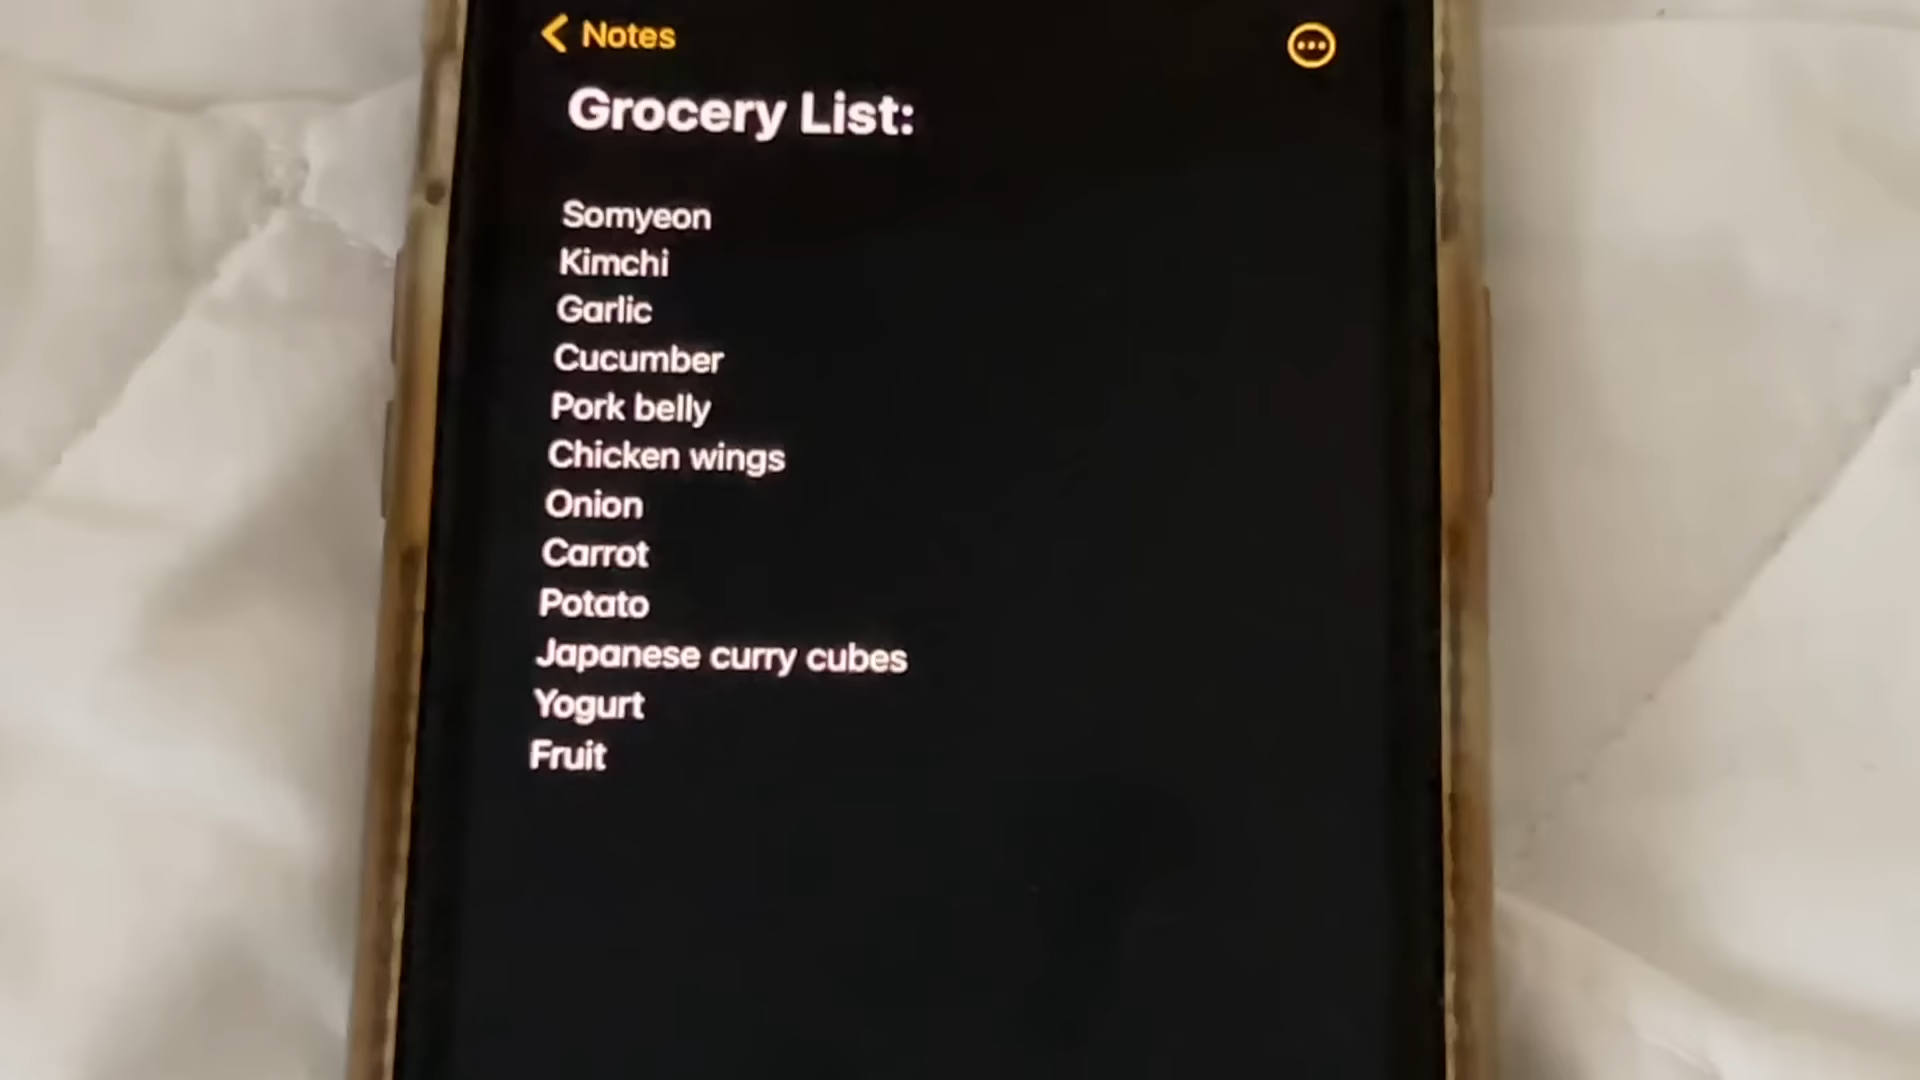 Notes
Grocery List:
Somyeon
Kimchi
Garlic
Cucumber
Pork belly
Chicken wings
Onion
Carrot
Potato
Japanese curry cubes
Yogurt
Fruit